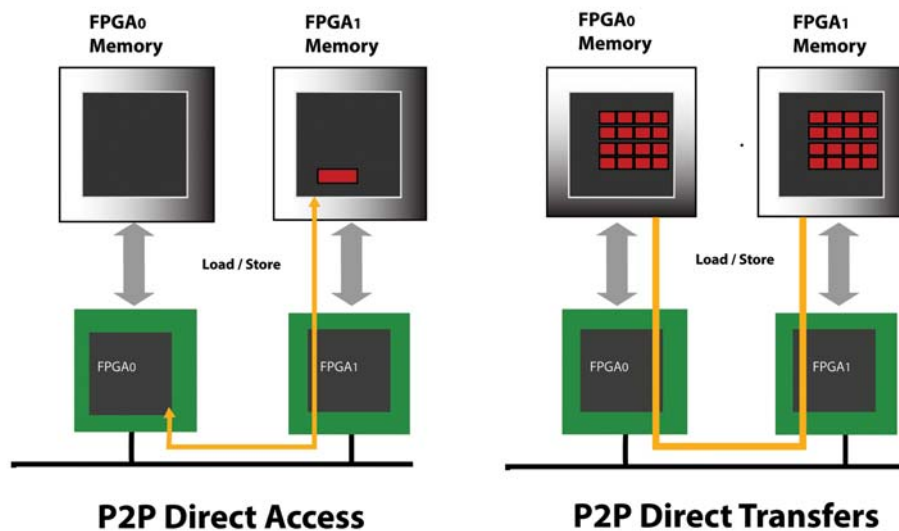 FPGA0
Memory
FPGA1
Memory
Load / Store
FPGA0
FPGA1
P2P Direct Access
FPGA0
Memory
FPGA1
Memory
Load / Store
FPGA0
FPGA1
P2P Direct Transfers